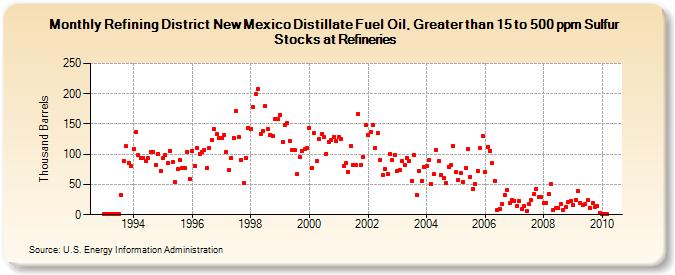 Monthly Refining District New Mexico Distillate Fuel Oil, Greater than 15 to 500 ppm Sulfur
Stocks at Refineries
Thousand Barrels
250
200
150
100
50
0
1994 1996 1998 2000 2002 2004 2006 2008 2010
Source: U.S. Energy Information Administration